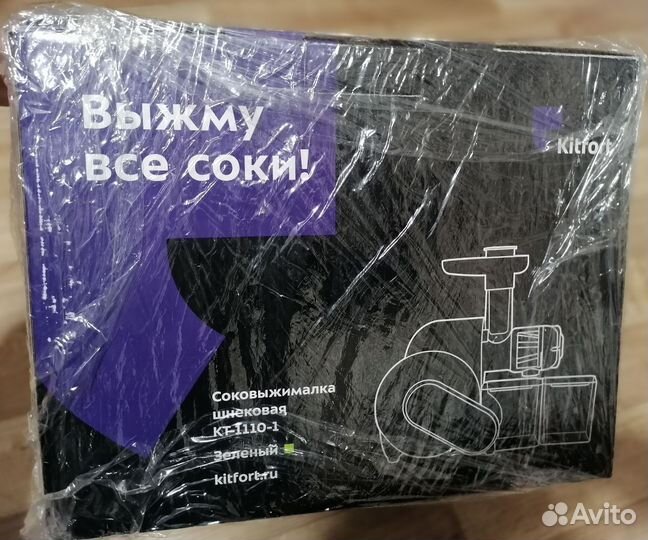 Выжму
все соки!
Kitfort
Соковыжималка
шнековая
КТ-1110-1
Зеленый
kitfort.ru
Avito